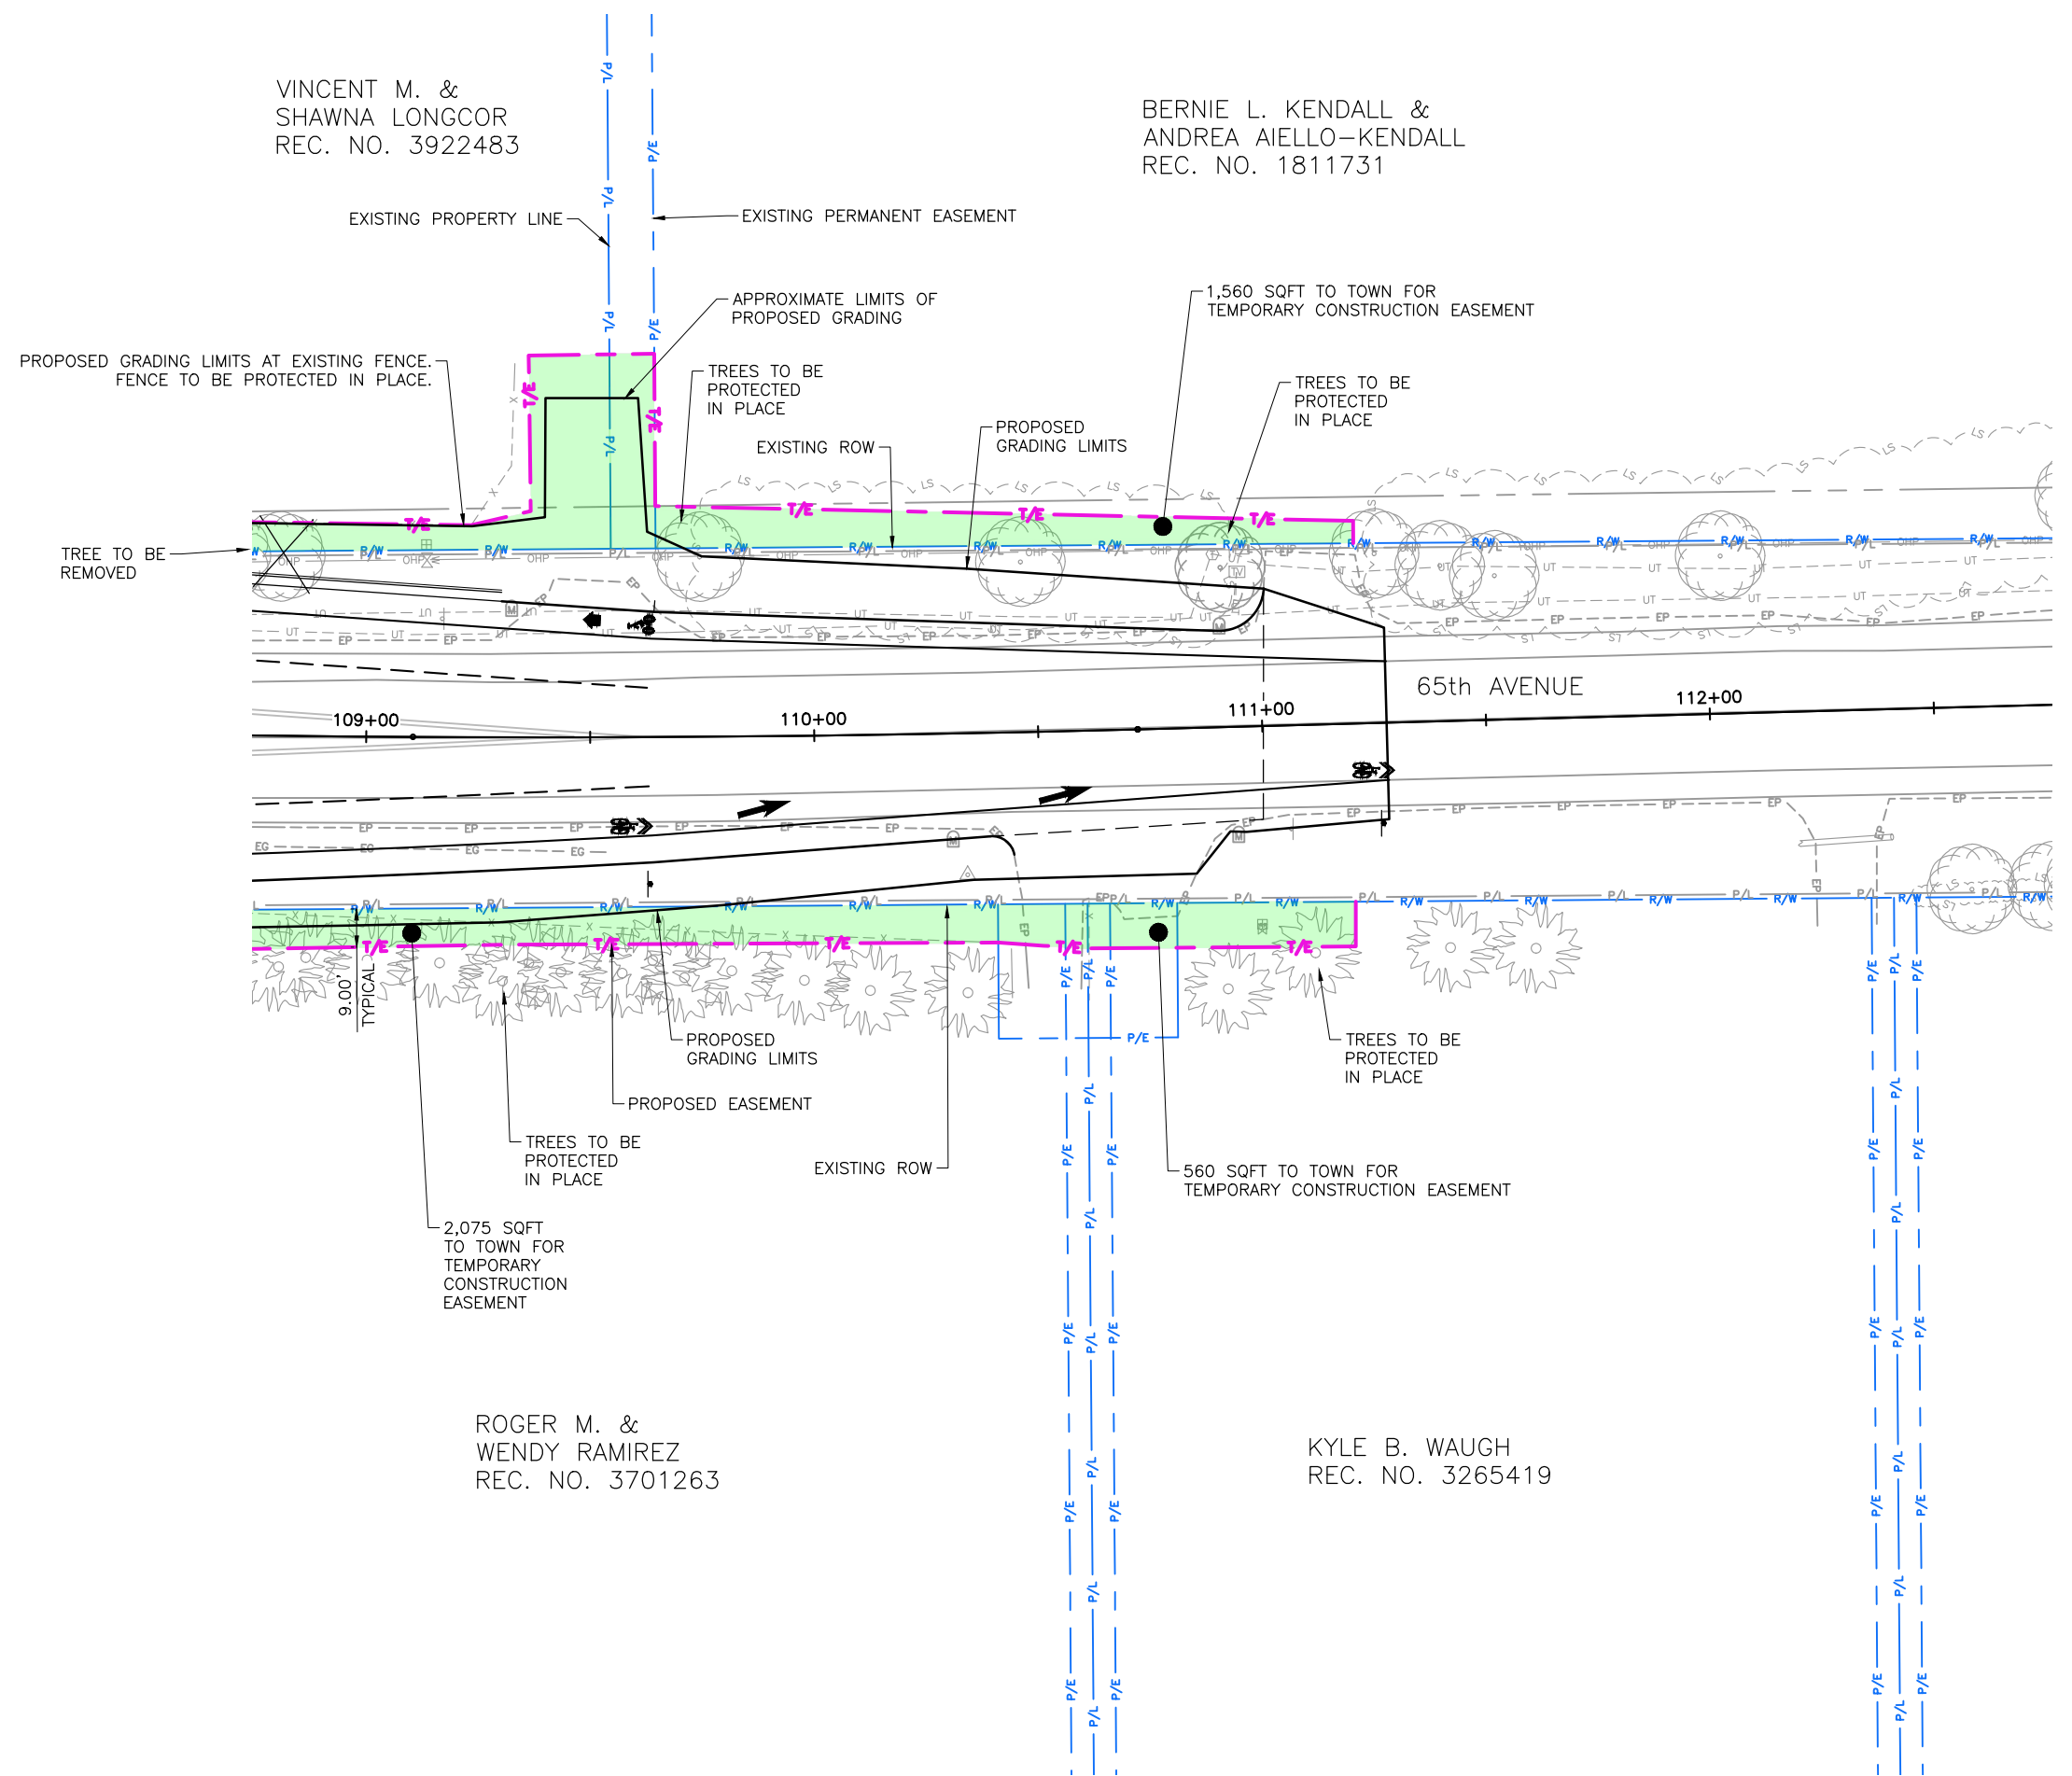 VINCENT M. &
SHAWNA LONGCOR
REC. NO. 3922483
BERNIE L. KENDALL &
ANDREA AIELLO-KENDALL
REC. NO. 1811731
EXISTING PROPERTY LINE
EXISTING PERMANENT EASEMENT
APPROXIMATE LIMITS OF
PROPOSED GRADING
1,560 SQFT TO TOWN FOR
TEMPORARY CONSTRUCTION EASEMENT
PROPOSED GRADING LIMITS AT EXISTING FENCE.
FENCE TO BE PROTECTED IN PLACE.
TREES TO BE
PROTECTED
IN PLACE
TREES TO BE
PROTECTED
IN PLACE
EXISTING ROW
PROPOSED
GRADING LIMITS
TREE TO BE
REMOVED
P/L
P/E
T/E
R/W
OHP
UT
EP
LS
65th AVENUE
109+00
110+00
111+00
112+00
EG
M
TV
9.00'
TYPICAL
PROPOSED
GRADING LIMITS
PROPOSED EASEMENT
TREES TO BE
PROTECTED
IN PLACE
TREES TO BE
PROTECTED
IN PLACE
EXISTING ROW
560 SQFT TO TOWN FOR
TEMPORARY CONSTRUCTION EASEMENT
2,075 SQFT
TO TOWN FOR
TEMPORARY
CONSTRUCTION
EASEMENT
ROGER M. &
WENDY RAMIREZ
REC. NO. 3701263
KYLE B. WAUGH
REC. NO. 3265419